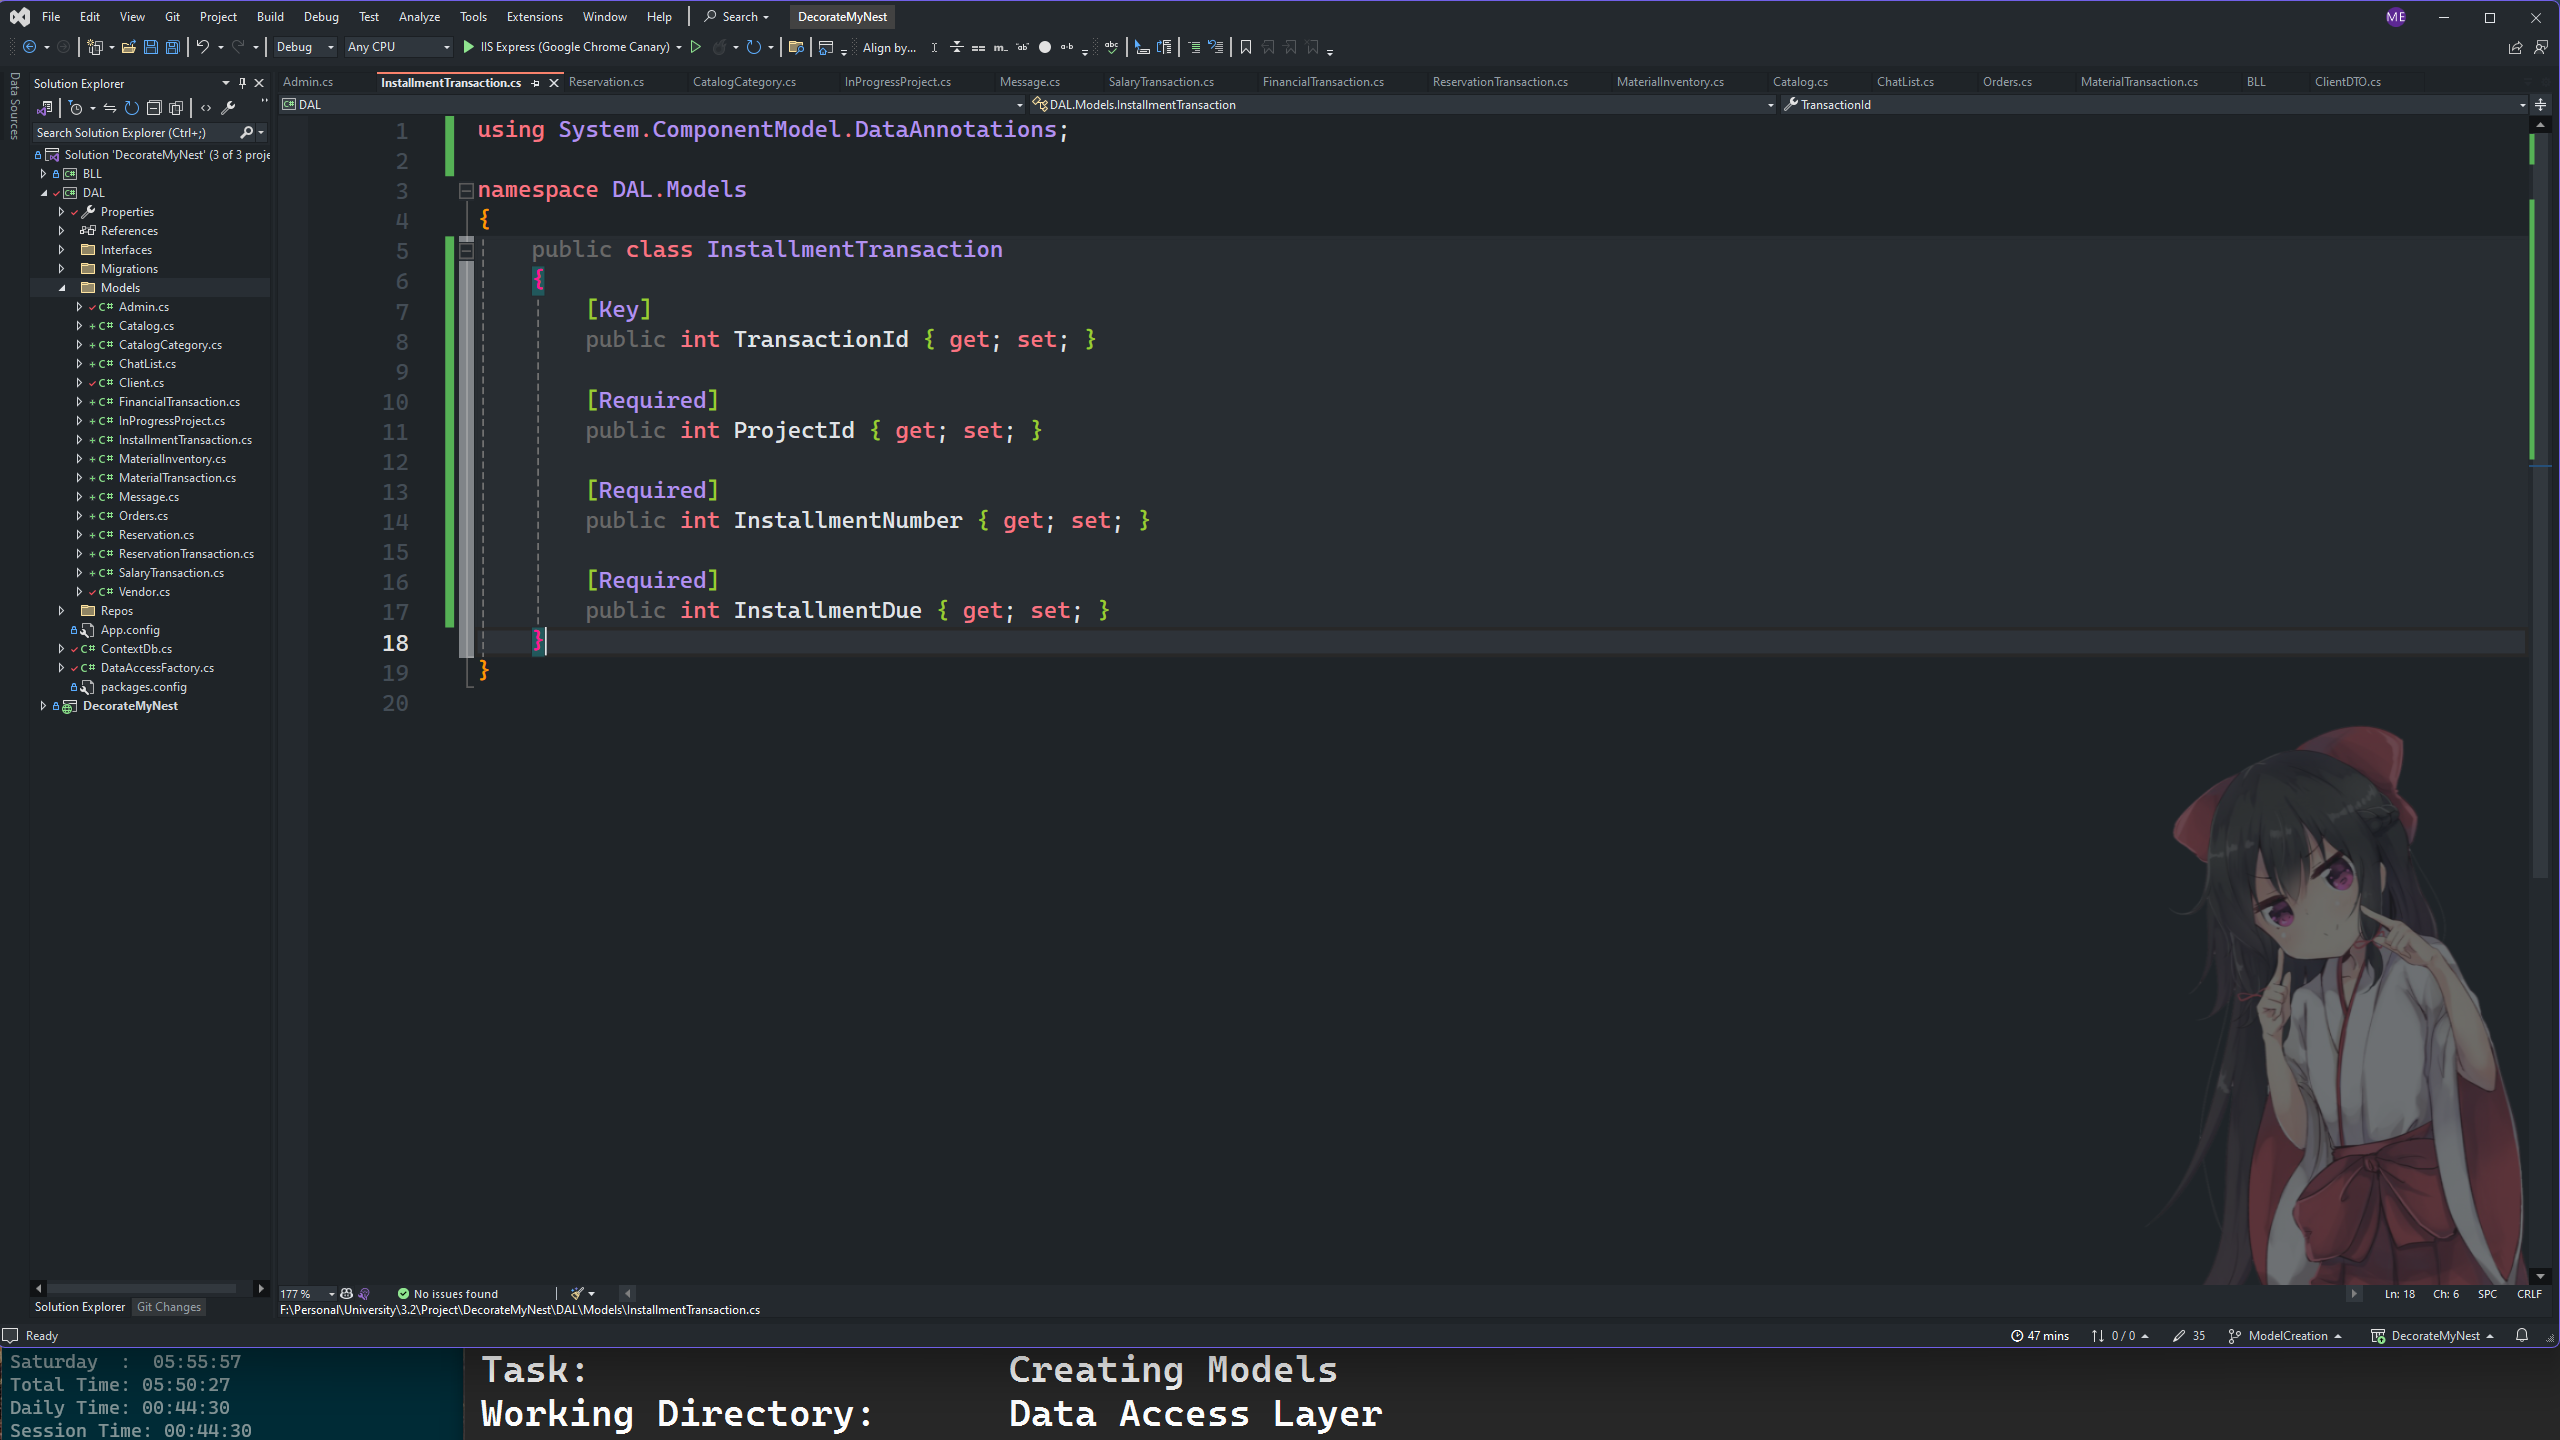 File Edit View Git Project Build Debug Test Analyze Tools Extensions Window Help Search DecorateMyNest ME
Debug Any CPU IIS Express (Google Chrome Canary) Align by...
Data Sources
Solution Explorer
Search Solution Explorer (Ctrl+;)
Solution 'DecorateMyNest' (3 of 3 proje
BLL
DAL
Properties
References
Interfaces
Migrations
Models
C# Admin.cs
C# Catalog.cs
C# CatalogCategory.cs
C# ChatList.cs
C# Client.cs
C# FinancialTransaction.cs
C# InProgressProject.cs
C# InstallmentTransaction.cs
C# MaterialInventory.cs
C# MaterialTransaction.cs
C# Message.cs
C# Orders.cs
C# Reservation.cs
C# ReservationTransaction.cs
C# SalaryTransaction.cs
C# Vendor.cs
Repos
App.config
C# ContextDb.cs
C# DataAccessFactory.cs
packages.config
DecorateMyNest
Solution Explorer Git Changes
Admin.cs InstallmentTransaction.cs Reservation.cs CatalogCategory.cs InProgressProject.cs Message.cs SalaryTransaction.cs FinancialTransaction.cs ReservationTransaction.cs MaterialInventory.cs Catalog.cs ChatList.cs Orders.cs MaterialTransaction.cs BLL ClientDTO.cs
DAL DAL.Models.InstallmentTransaction TransactionId
1 using System.ComponentModel.DataAnnotations;
2
3 namespace DAL.Models
4 {
5 public class InstallmentTransaction
6 {
7 [Key]
8 public int TransactionId { get; set; }
9
10 [Required]
11 public int ProjectId { get; set; }
12
13 [Required]
14 public int InstallmentNumber { get; set; }
15
16 [Required]
17 public int InstallmentDue { get; set; }
18 }
19 }
20
177 % No issues found Ln: 18 Ch: 6 SPC CRLF
F:\Personal\University\3.2\Project\DecorateMyNest\DAL\Models\InstallmentTransaction.cs
Ready 47 mins 0 / 0 35 ModelCreation DecorateMyNest
Saturday : 05:55:57
Total Time: 05:50:27
Daily Time: 00:44:30
Session Time: 00:44:30
Task: Creating Models
Working Directory: Data Access Layer